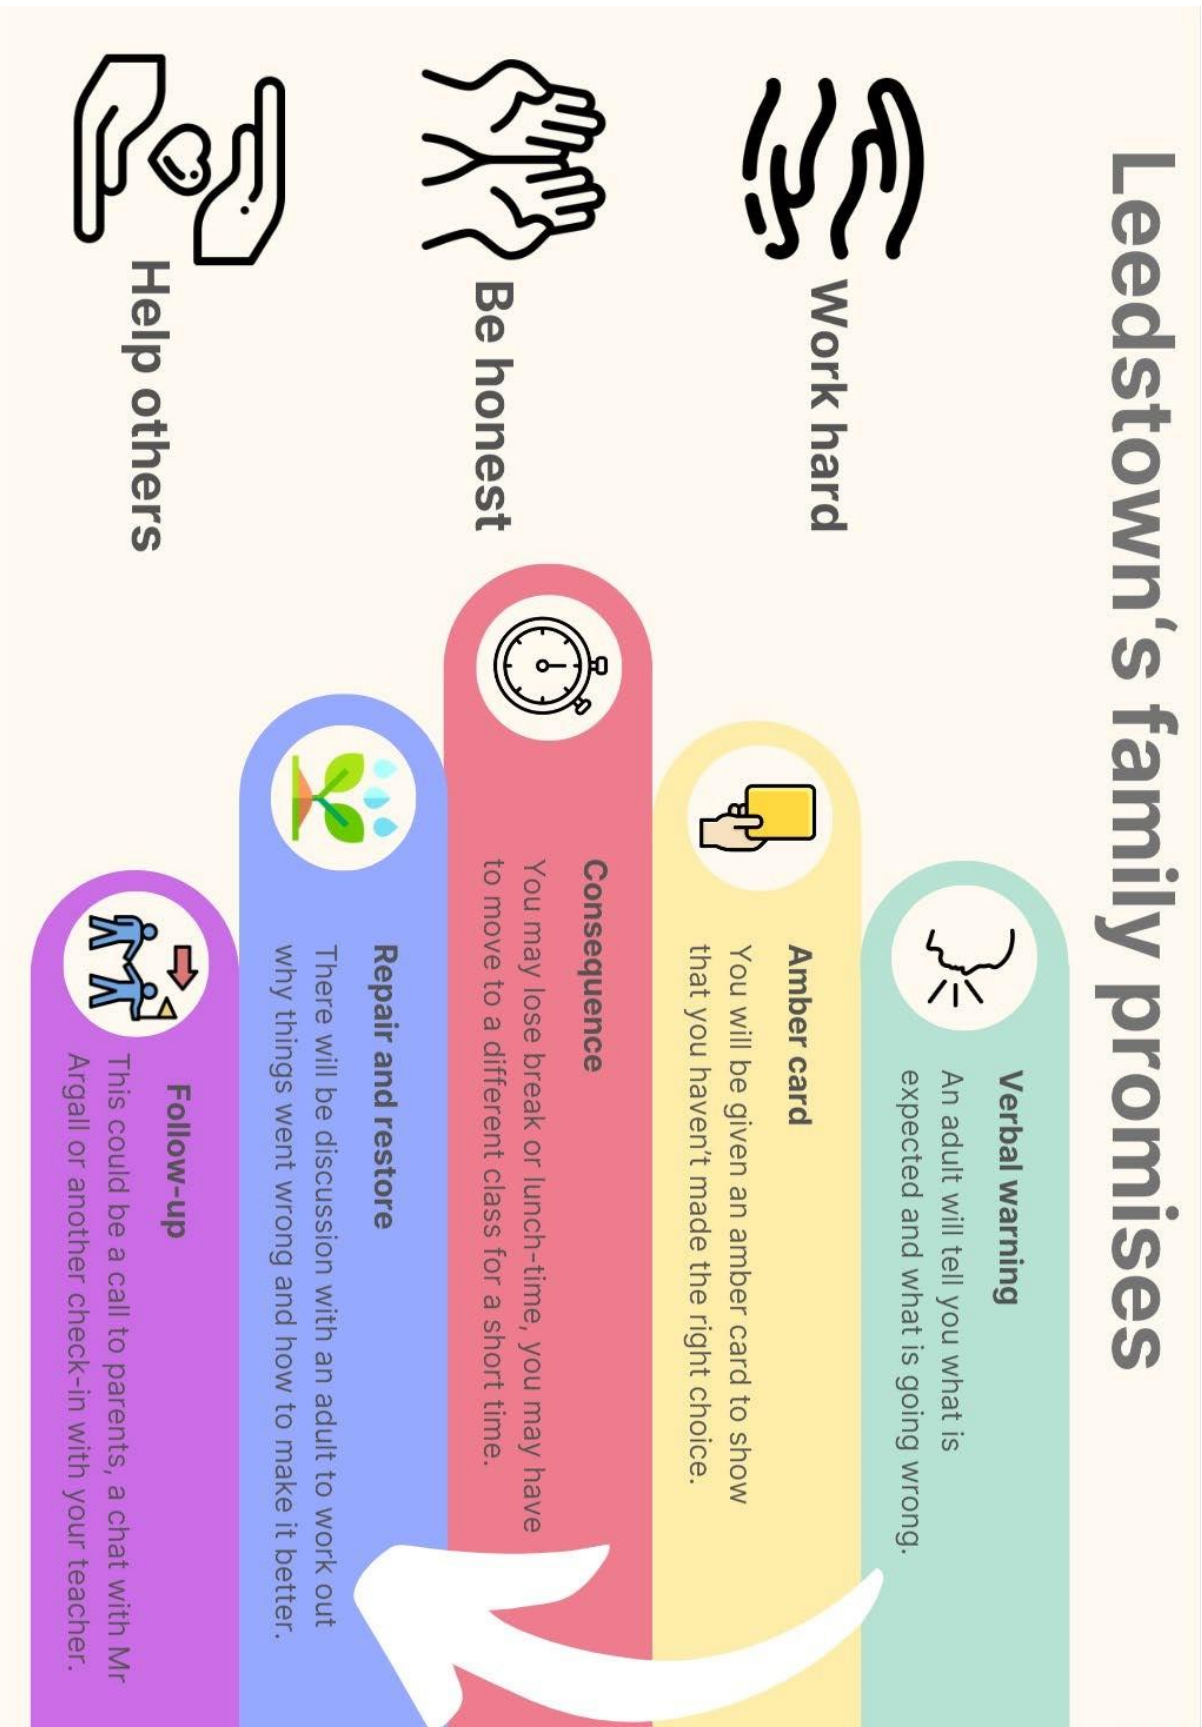 Leedstown‘s family promises
Work hard
Be honest
Help others
Verbal warning
An adult will tell you what is
expected and what is going wrong.
Amber card
You will be given an amber card to show
that you haven't made the right choice.
Consequence
You may lose break or lunch-time, you may have
to move to a different class for a short time.
Repair and restore
There will be discussion with an adult to work out
why things went wrong and how to make it better.
Follow-up
This could be a call to parents, a chat with Mr
Argall or another check-in with your teacher.